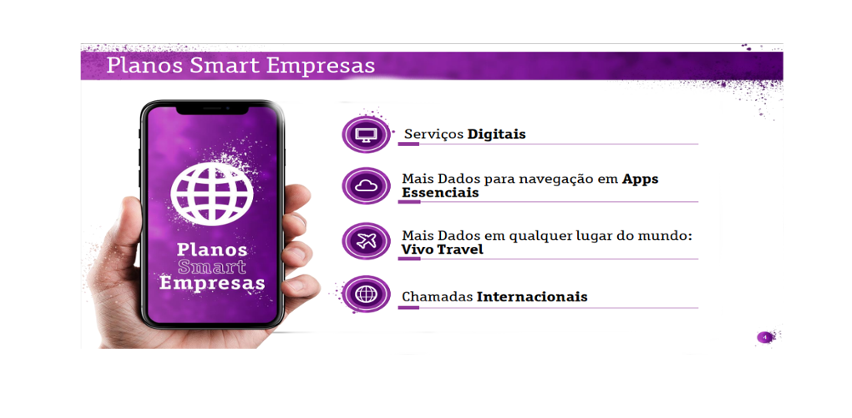 Planos Smart Empresas
Planos
Smart
Empresas
Serviços Digitais
Mais Dados para navegação em Apps
Essenciais
Mais Dados em qualquer lugar do mundo:
Vivo Travel
Chamadas Internacionais
4